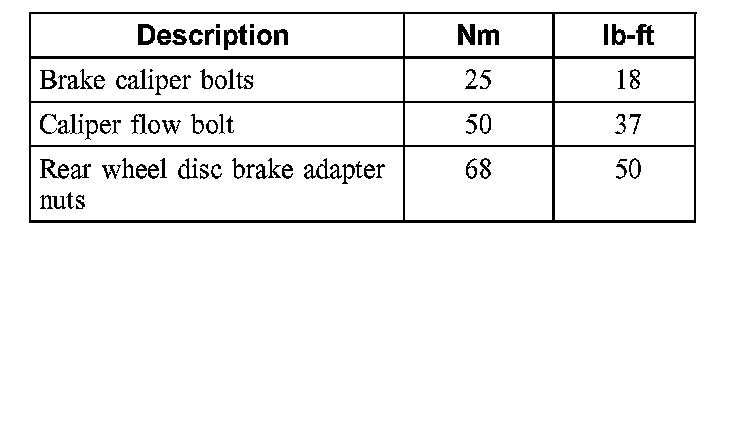 Description Nm lb-ft
Brake caliper bolts 25 18
Caliper flow bolt 50 37
Rear wheel disc brake adapter 68 50
nuts